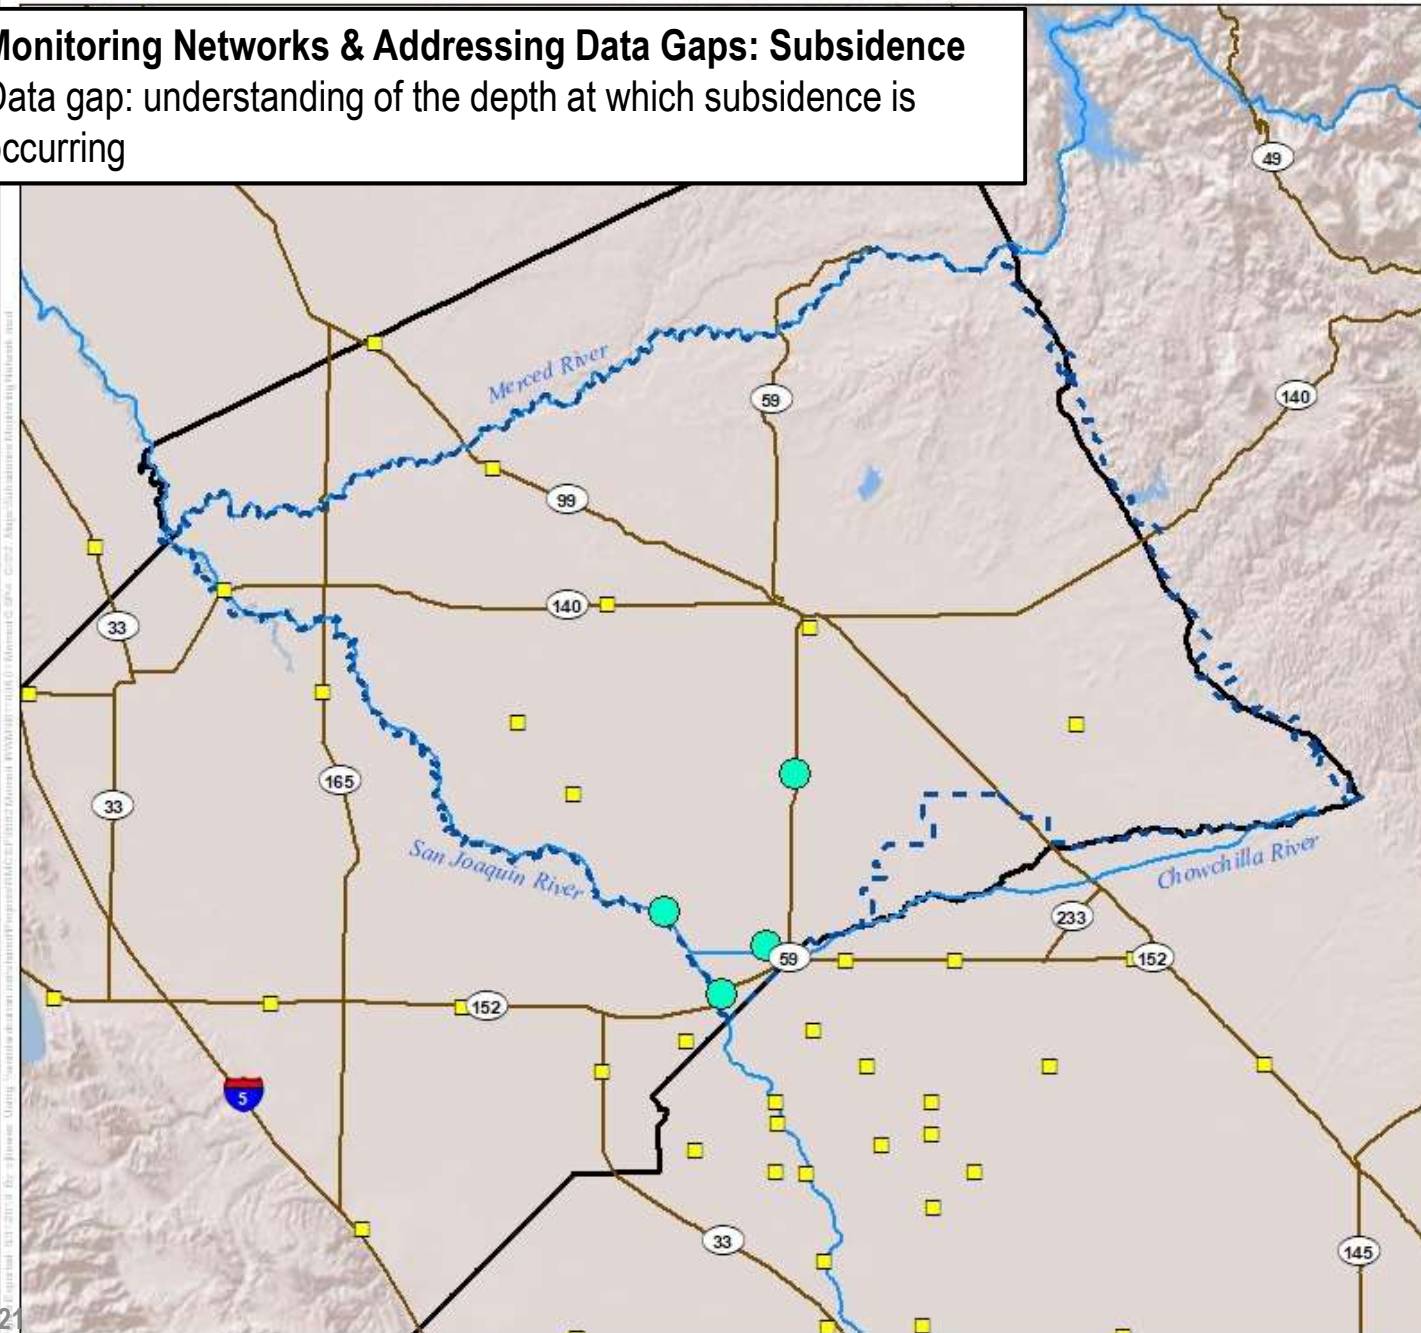 Monitoring Networks & Addressing Data Gaps: Subsidence
Data gap: understanding of the depth at which subsidence is
occurring
49
Merced River
59
140
99
140
33
165
33
San Joaquin River
Chowchilla River
233
59
152
152
5
33
145
21